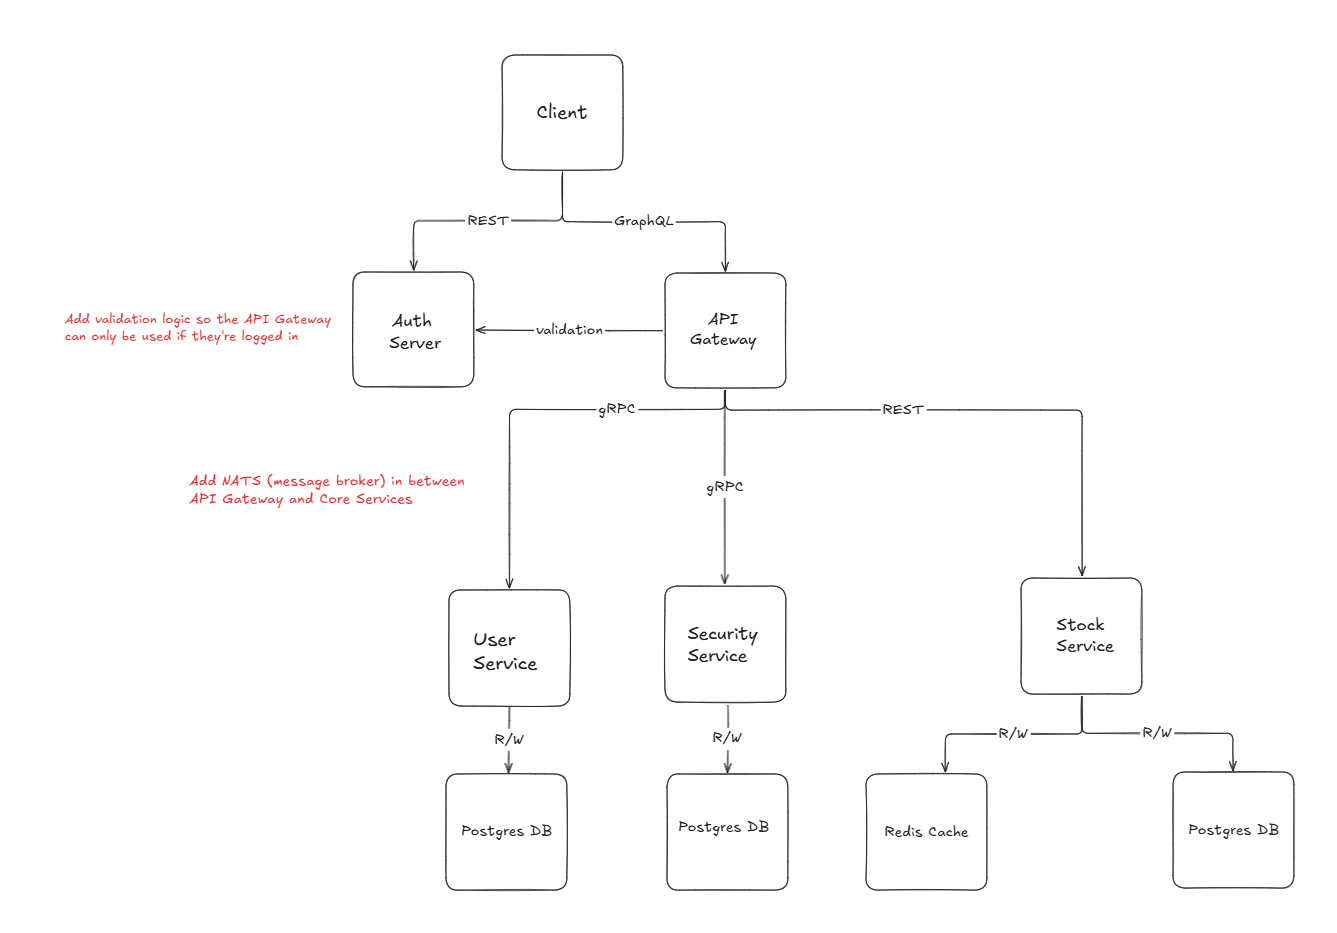 Client
REST
GraphQL
Auth
Server
validation
API
Gateway
Add validation logic so the API Gateway
can only be used if they're logged in
gRPC
REST
gRPC
Add NATS (message broker) in between
API Gateway and Core Services
User
Service
Security
Service
Stock
Service
R/W
R/W
R/W
R/W
Postgres DB
Postgres DB
Redis Cache
Postgres DB